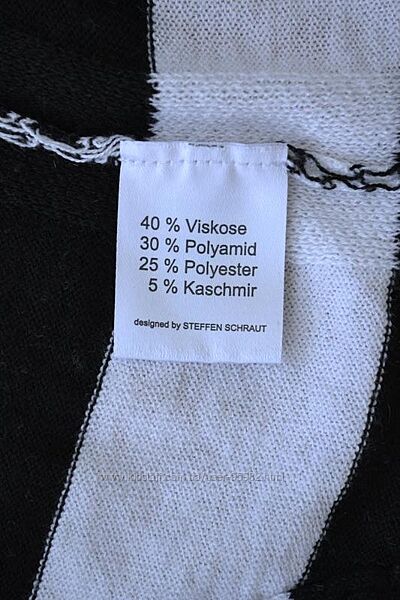 40 % Viskose
30 % Polyamid
25 % Polyester
5 % Kaschmir
designed by STEFFEN SCHRAUT